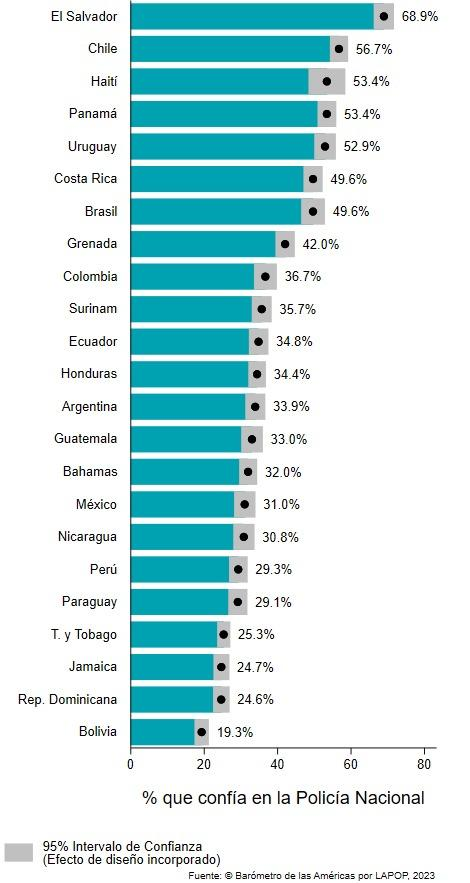 El Salvador 68.9%
Chile 56.7%
Haití 53.4%
Panamá 53.4%
Uruguay 52.9%
Costa Rica 49.6%
Brasil 49.6%
Grenada 42.0%
Colombia 36.7%
Surinam 35.7%
Ecuador 34.8%
Honduras 34.4%
Argentina 33.9%
Guatemala 33.0%
Bahamas 32.0%
México 31.0%
Nicaragua 30.8%
Perú 29.3%
Paraguay 29.1%
T. y Tobago 25.3%
Jamaica 24.7%
Rep. Dominicana 24.6%
Bolivia 19.3%
0 20 40 60 80
% que confía en la Policía Nacional
95% Intervalo de Confianza
(Efecto de diseño incorporado)
Fuente: © Barómetro de las Américas por LAPOP, 2023